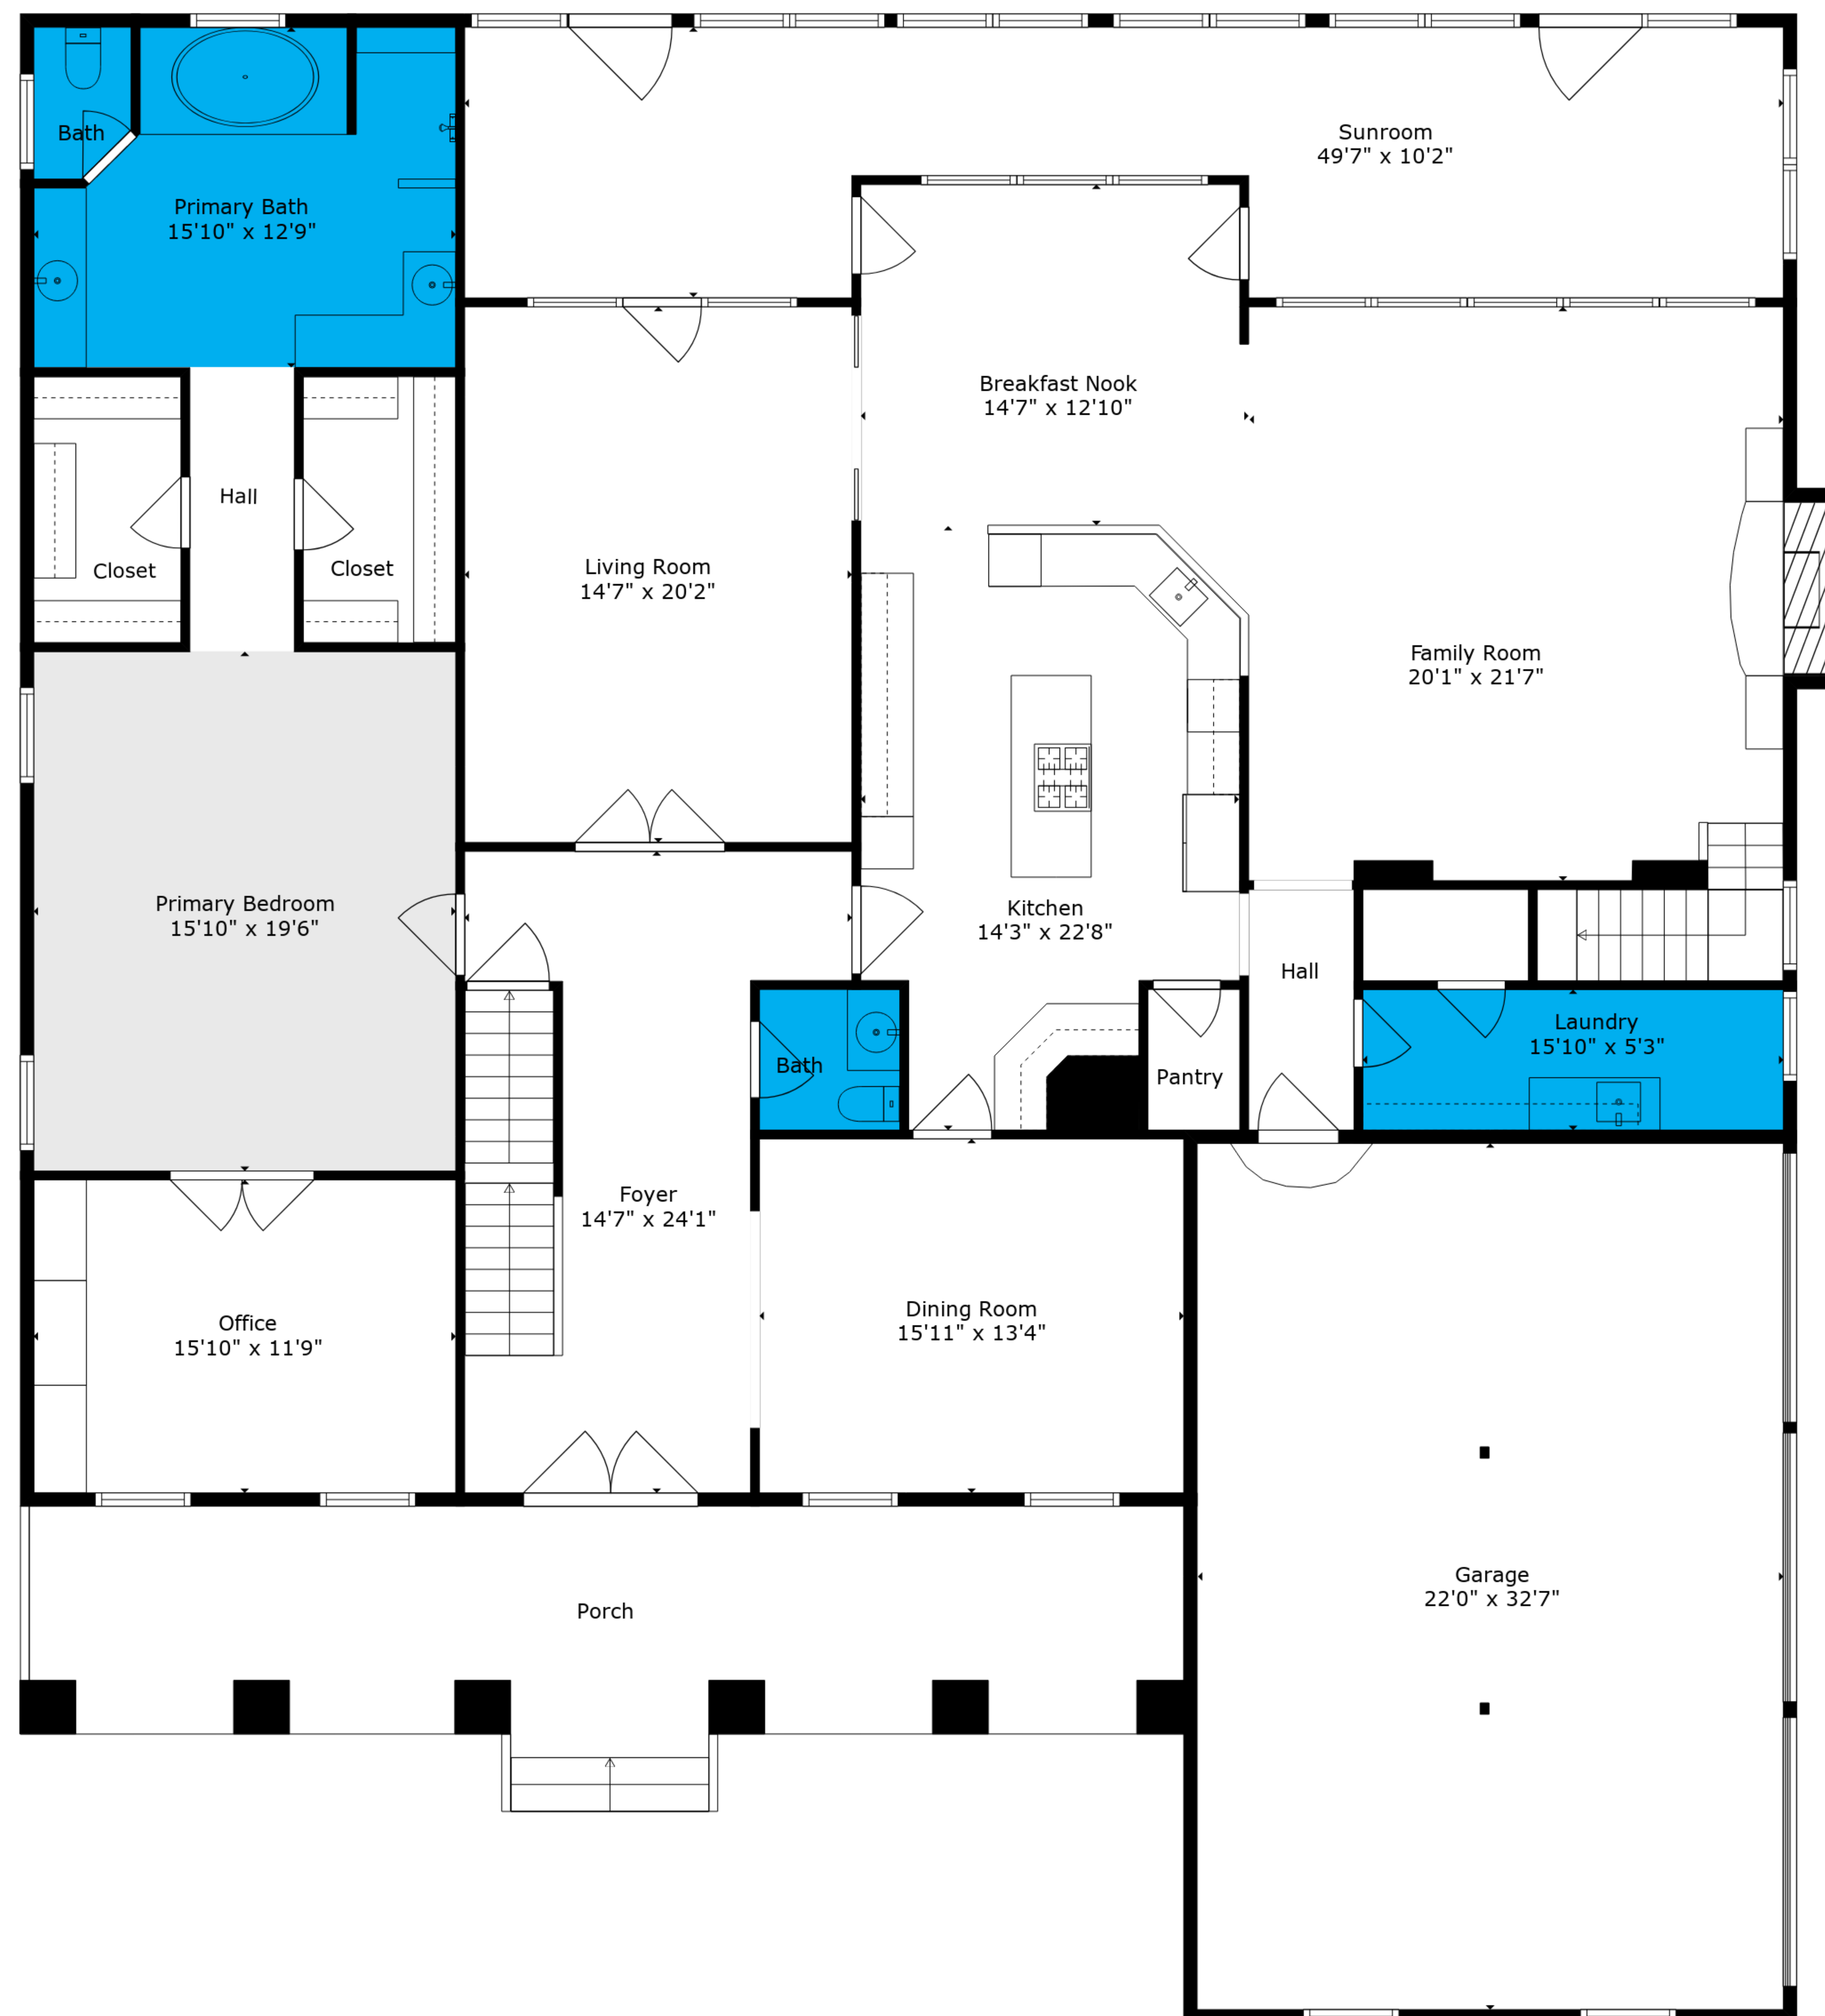 Bath
Primary Bath
15'10" x 12'9"
Sunroom
49'7" x 10'2"
Breakfast Nook
14'7" x 12'10"
Hall
Closet
Closet
Living Room
14'7" x 20'2"
Family Room
20'1" x 21'7"
Primary Bedroom
15'10" x 19'6"
Kitchen
14'3" x 22'8"
Hall
Laundry
15'10" x 5'3"
Bath
Pantry
Foyer
14'7" x 24'1"
Office
15'10" x 11'9"
Dining Room
15'11" x 13'4"
Garage
22'0" x 32'7"
Porch